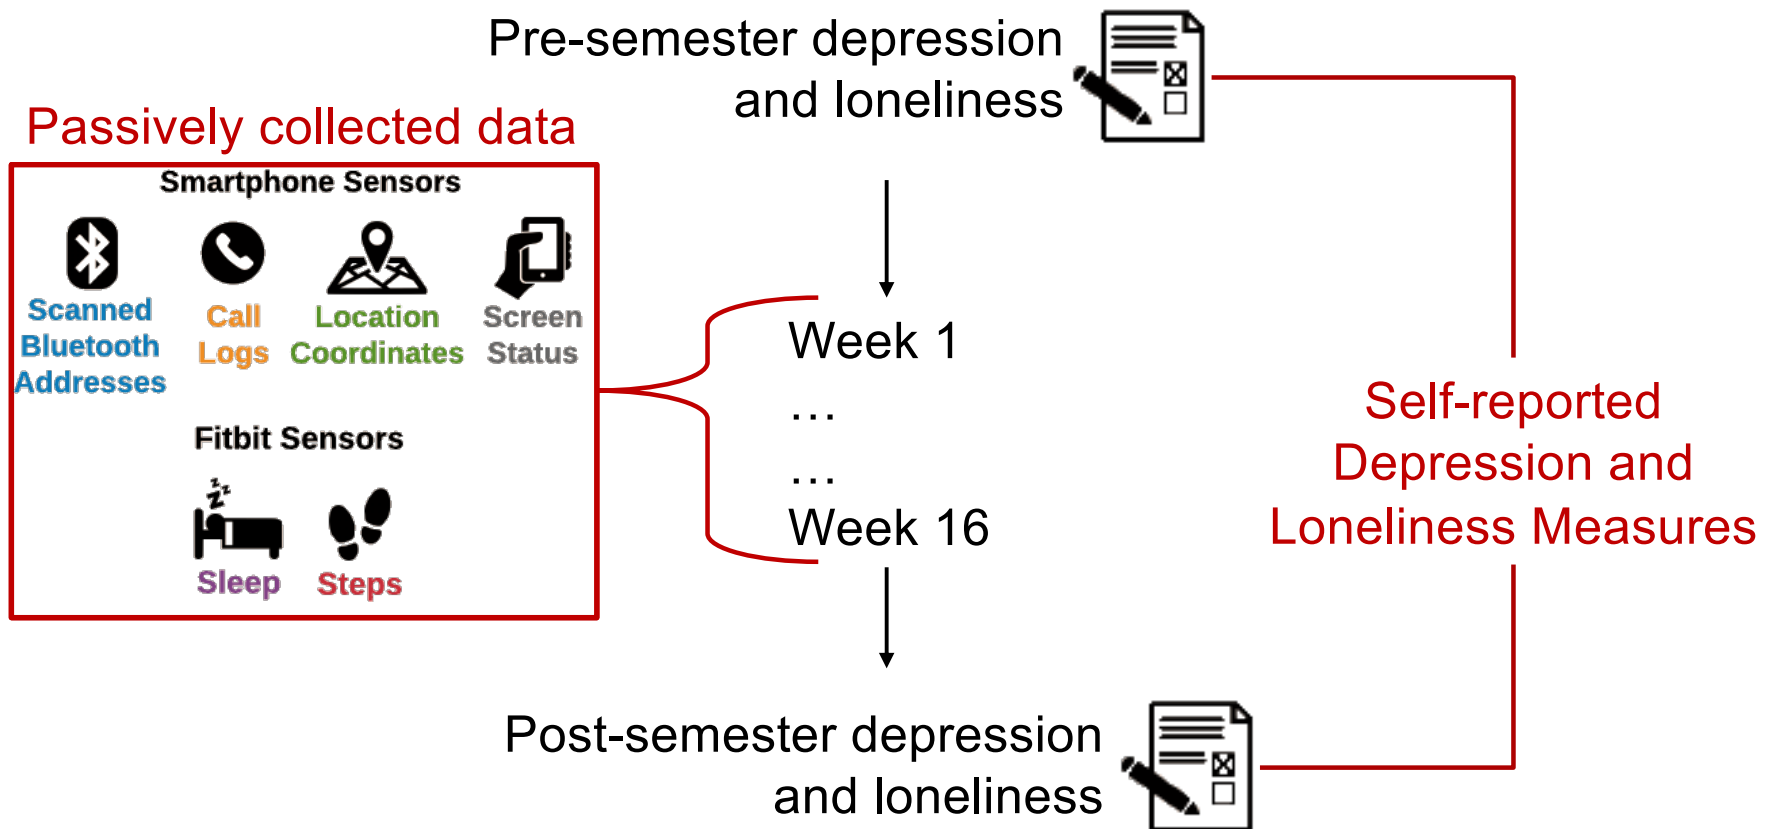 Pre-semester depression
and loneliness
Passively collected data
Smartphone Sensors
Scanned
Bluetooth
Addresses
Call
Logs
Location
Coordinates
Screen
Status
Fitbit Sensors
zzz
Sleep
Steps
Week 1
…
…
Week 16
Self-reported
Depression and
Loneliness Measures
Post-semester depression
and loneliness